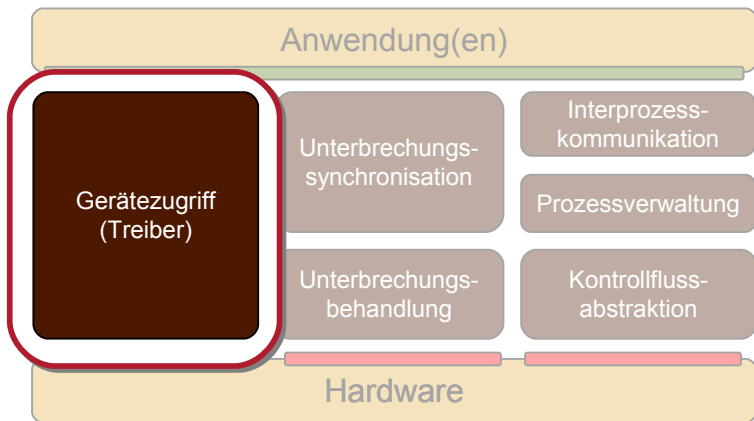 Anwendung(en)
Gerätezugriff
(Treiber)
Unterbrechungs-
synchronisation
Interprozess-
kommunikation
Prozessverwaltung
Unterbrechungs-
behandlung
Kontrollfluss-
abstraktion
Hardware